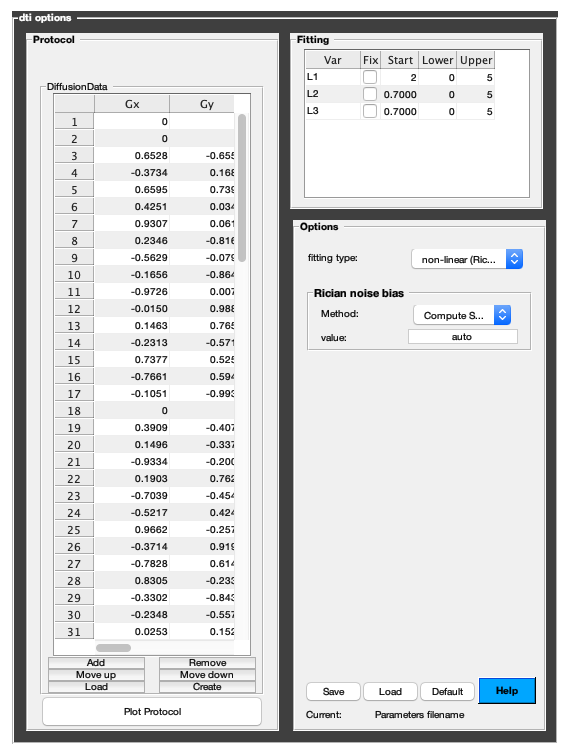 dti options
Protocol
DiffusionData
Gx Gy
1 0
2 0
3 0.6528 -0.655
4 -0.3734 0.168
5 0.6595 0.739
6 0.4251 0.034
7 0.9307 0.061
8 0.2346 -0.816
9 -0.5629 -0.079
10 -0.1656 -0.864
11 -0.9726 0.007
12 -0.0150 0.988
13 0.1463 0.765
14 -0.2313 -0.571
15 0.7377 0.525
16 -0.7661 0.594
17 -0.1051 -0.993
18 0
19 0.3909 -0.407
20 0.1496 -0.337
21 -0.9334 -0.200
22 0.1903 0.762
23 -0.7039 -0.454
24 -0.5217 0.424
25 0.9662 -0.257
26 -0.3714 0.919
27 -0.7828 0.614
28 0.8305 -0.233
29 -0.3302 -0.843
30 -0.2348 -0.557
31 0.0253 0.152
Add Remove
Move up Move down
Load Create
Plot Protocol
Fitting
Var Fix Start Lower Upper
L1 2 0 5
L2 0.7000 0 5
L3 0.7000 0 5
Options
fitting type: non-linear (Ric...
Rician noise bias
Method: Compute S...
value: auto
Save Load Default Help
Current: Parameters filename